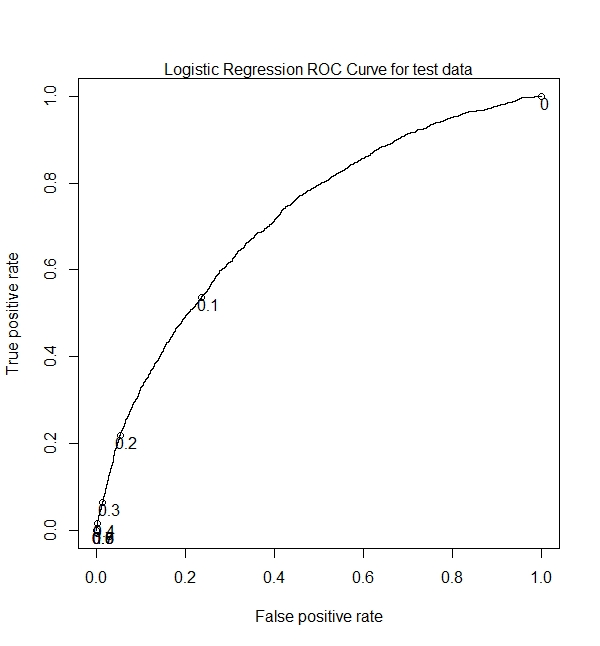 Logistic Regression ROC Curve for test data
True positive rate
1.0
0.8
0.6
0.4
0.2
0.0
0
0.1
0.2
0.3
0.4
0.0 0.2 0.4 0.6 0.8 1.0
False positive rate